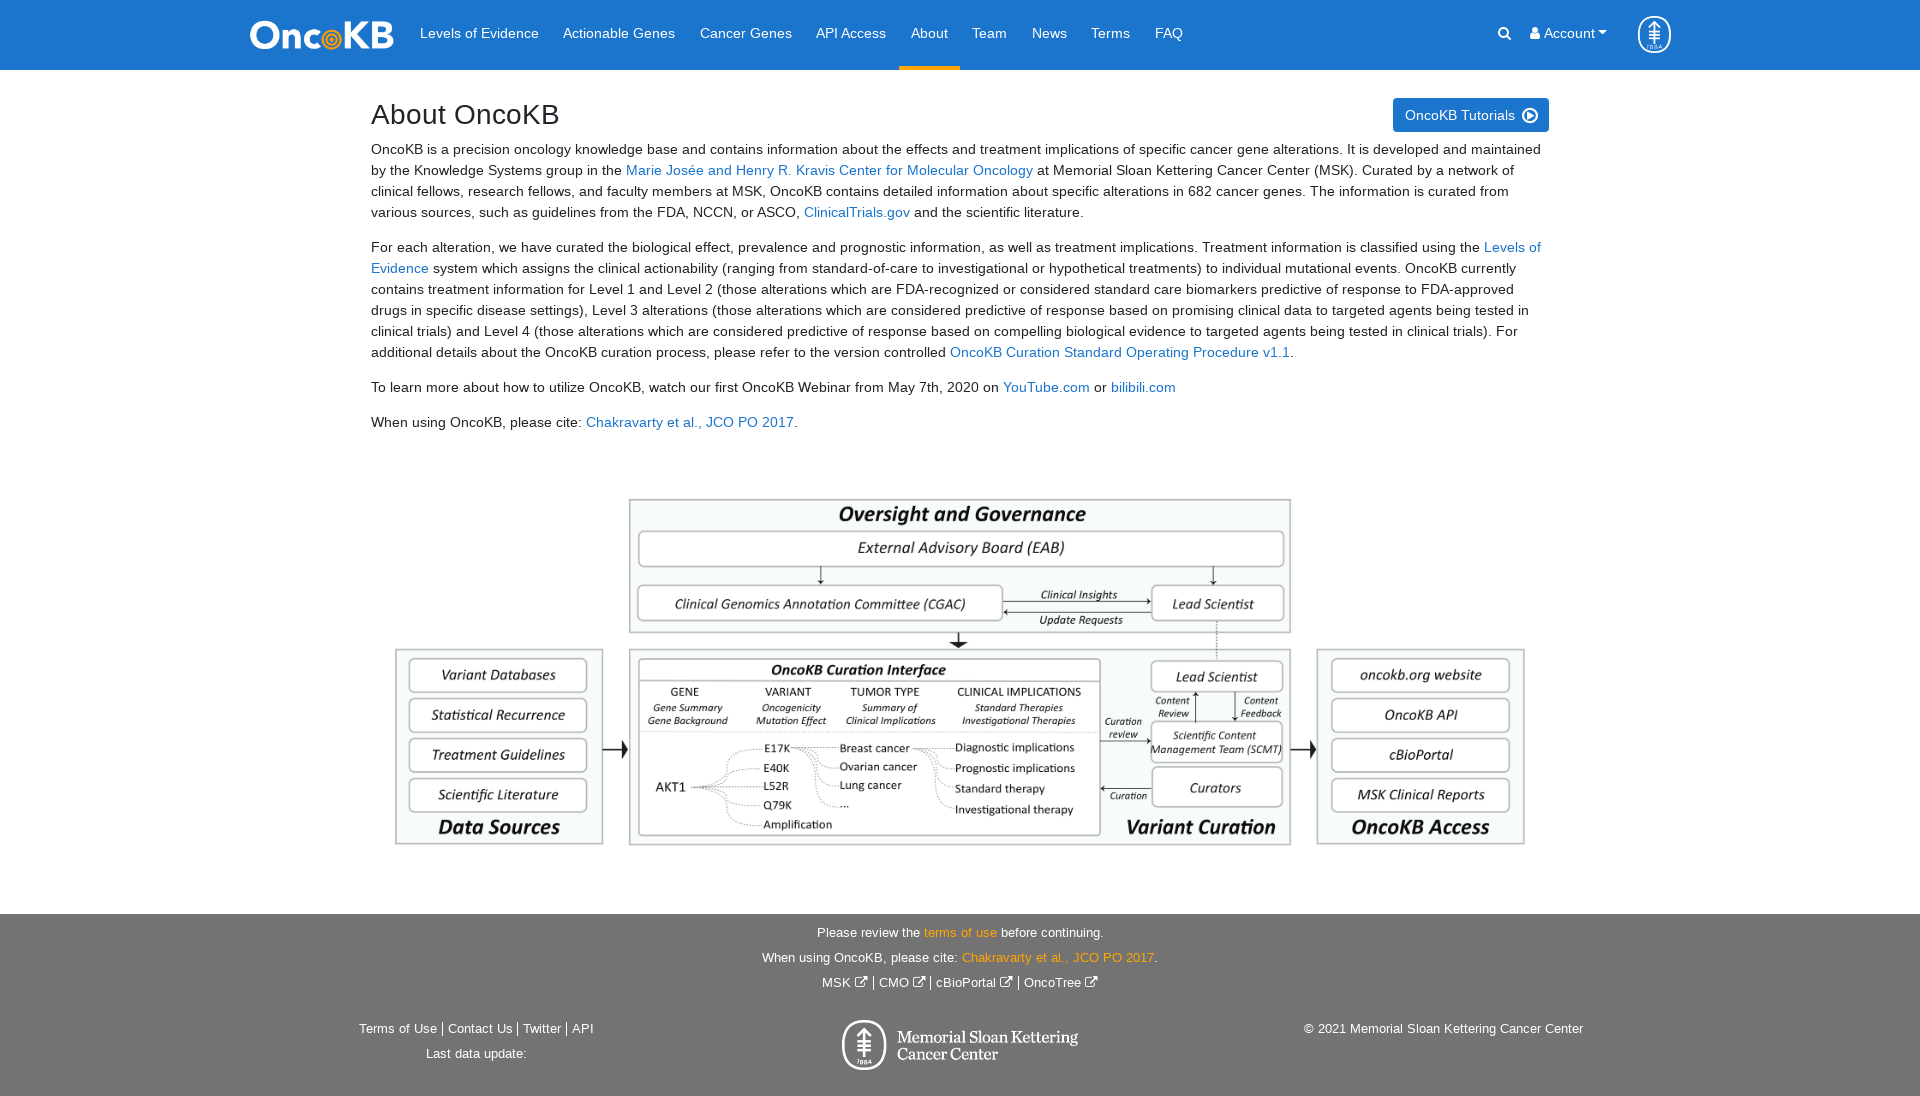 OncoKB
Levels of Evidence
Actionable Genes
Cancer Genes
API Access
About
Team
News
Terms
FAQ
Account
1884
About OncoKB
OncoKB Tutorials
OncoKB is a precision oncology knowledge base and contains information about the effects and treatment implications of specific cancer gene alterations. It is developed and maintained
by the Knowledge Systems group in the Marie Josée and Henry R. Kravis Center for Molecular Oncology at Memorial Sloan Kettering Cancer Center (MSK). Curated by a network of
clinical fellows, research fellows, and faculty members at MSK, OncoKB contains detailed information about specific alterations in 682 cancer genes. The information is curated from
various sources, such as guidelines from the FDA, NCCN, or ASCO, ClinicalTrials.gov and the scientific literature.
For each alteration, we have curated the biological effect, prevalence and prognostic information, as well as treatment implications. Treatment information is classified using the Levels of
Evidence system which assigns the clinical actionability (ranging from standard-of-care to investigational or hypothetical treatments) to individual mutational events. OncoKB currently
contains treatment information for Level 1 and Level 2 (those alterations which are FDA-recognized or considered standard care biomarkers predictive of response to FDA-approved
drugs in specific disease settings), Level 3 alterations (those alterations which are considered predictive of response based on promising clinical data to targeted agents being tested in
clinical trials) and Level 4 (those alterations which are considered predictive of response based on compelling biological evidence to targeted agents being tested in clinical trials). For
additional details about the OncoKB curation process, please refer to the version controlled OncoKB Curation Standard Operating Procedure v1.1.
To learn more about how to utilize OncoKB, watch our first OncoKB Webinar from May 7th, 2020 on YouTube.com or bilibili.com
When using OncoKB, please cite: Chakravarty et al., JCO PO 2017.
Oversight and Governance
External Advisory Board (EAB)
Clinical Genomics Annotation Committee (CGAC)
Clinical Insights
Update Requests
Lead Scientist
Variant Databases
Statistical Recurrence
Treatment Guidelines
Scientific Literature
Data Sources
OncoKB Curation Interface
GENE
Gene Summary
Gene Background
VARIANT
Oncogenicity
Mutation Effect
TUMOR TYPE
Summary of
Clinical Implications
CLINICAL IMPLICATIONS
Standard Therapies
Investigational Therapies
AKT1
E17K
E40K
L52R
Q79K
Amplification
Breast cancer
Ovarian cancer
Lung cancer
...
Diagnostic implications
Prognostic implications
Standard therapy
Investigational therapy
Curation
review
Curation
Lead Scientist
Content
Review
Content
Feedback
Scientific Content
Management Team (SCMT)
Curators
Variant Curation
oncokb.org website
OncoKB API
cBioPortal
MSK Clinical Reports
OncoKB Access
Please review the terms of use before continuing.
When using OncoKB, please cite: Chakravarty et al., JCO PO 2017.
MSK | CMO | cBioPortal | OncoTree
Terms of Use | Contact Us | Twitter | API
Last data update:
1884
Memorial Sloan Kettering
Cancer Center
© 2021 Memorial Sloan Kettering Cancer Center